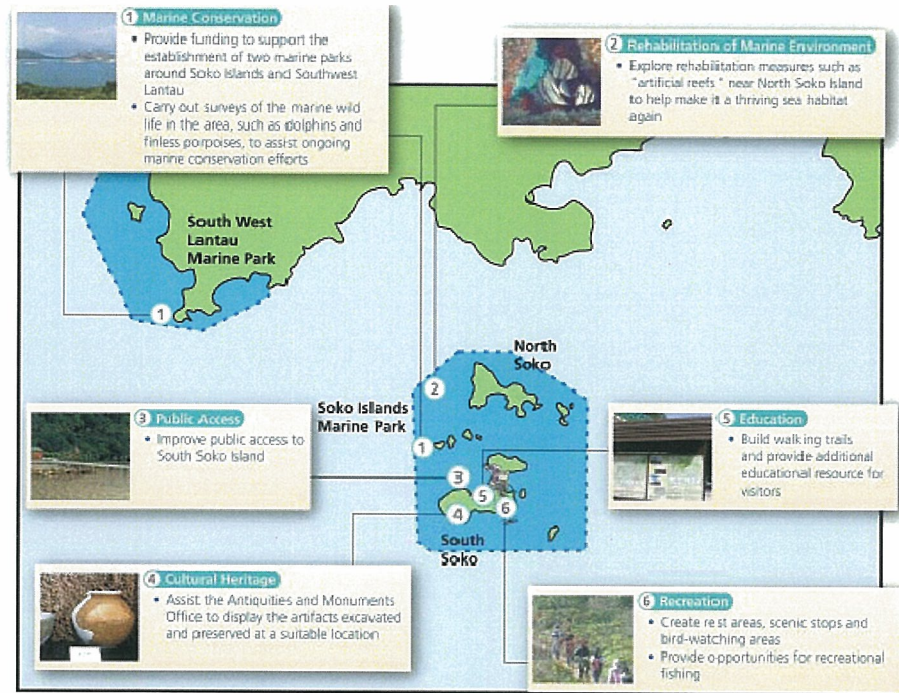 1 Marine Conservation
• Provide funding to support the
establishment of two marine parks
around Soko Islands and Southwest
Lantau
• Carry out surveys of the marine wild
life in the area, such as dolphins and
finless porpoises, to assist ongoing
marine conservation efforts
2 Rehabilitation of Marine Environment
• Explore rehabilitation measures such as
"artificial reefs" near North Soko Island
to help make it a thriving sea habitat
again
South West
Lantau
Marine Park
1
North
Soko
2
Soko Islands
Marine Park
1
3
5
4
6
South
Soko
3 Public Access
• Improve public access to
South Soko Island
5 Education
• Build walking trails
and provide additional
educational resource for
visitors
4 Cultural Heritage
• Assist the Antiquities and Monuments
Office to display the artifacts excavated
and preserved at a suitable location
6 Recreation
• Create rest areas, scenic stops and
bird-watching areas
• Provide opportunities for recreational
fishing